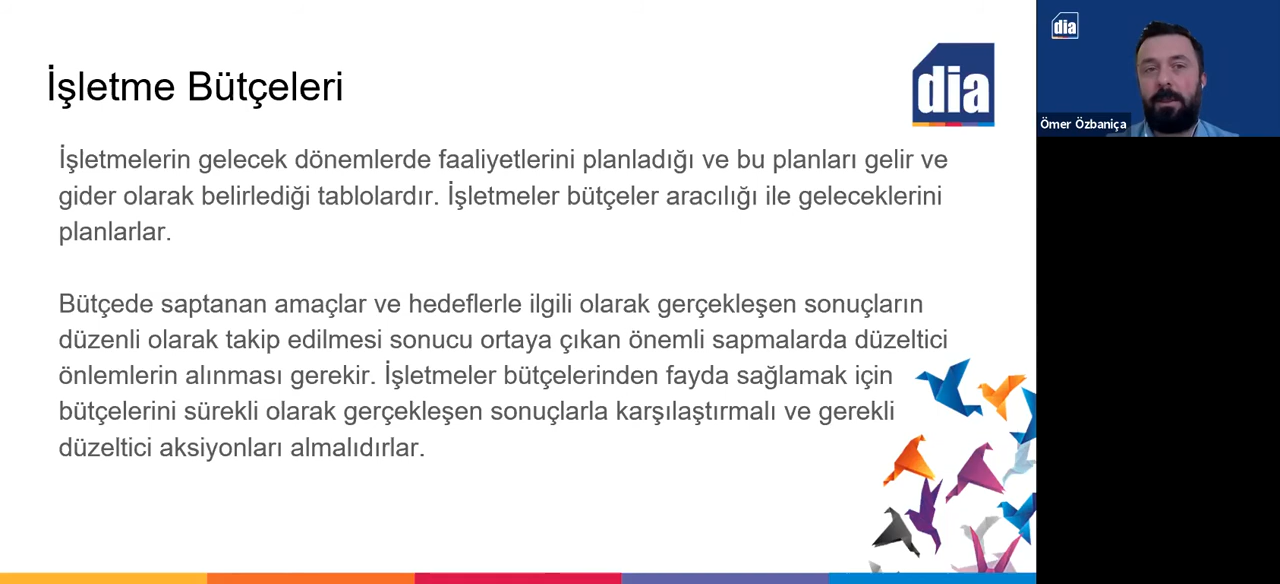 İşletme Bütçeleri
dia
İşletmelerin gelecek dönemlerde faaliyetlerini planladığı ve bu planları gelir ve
gider olarak belirlediği tablolardır. İşletmeler bütçeler aracılığı ile geleceklerini
planlarlar.
Bütçede saptanan amaçlar ve hedeflerle ilgili olarak gerçekleşen sonuçların
düzenli olarak takip edilmesi sonucu ortaya çıkan önemli sapmalarda düzeltici
önlemlerin alınması gerekir. İşletmeler bütçelerinden fayda sağlamak için
bütçelerini sürekli olarak gerçekleşen sonuçlarla karşılaştırmalı ve gerekli
düzeltici aksiyonları almalıdırlar.
dia
Ömer Özbaniça